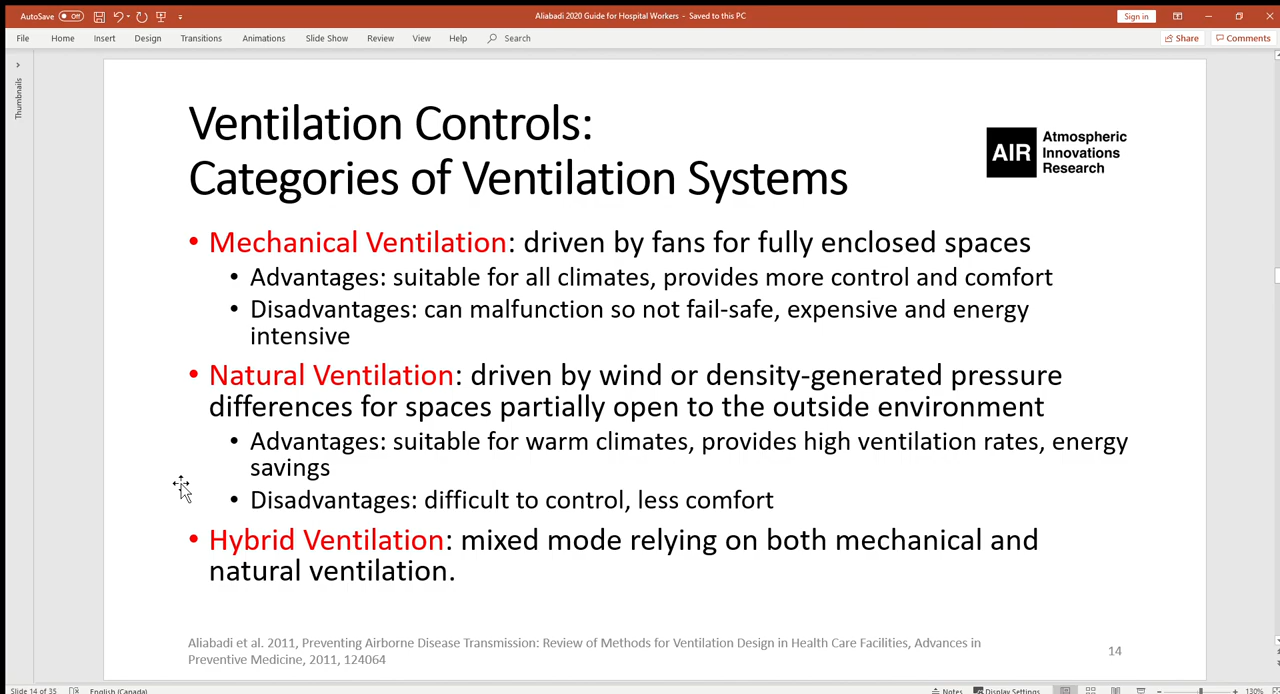 AutoSave Off
Aliabadi 2020 Guide for Hospital Workers - Saved to this PC
Sign in
File Home Insert Design Transitions Animations Slide Show Review View Help Search
Share Comments
Thumbnails
Ventilation Controls:
Categories of Ventilation Systems
AIR
Atmospheric
Innovations
Research
• Mechanical Ventilation: driven by fans for fully enclosed spaces
• Advantages: suitable for all climates, provides more control and comfort
• Disadvantages: can malfunction so not fail-safe, expensive and energy
intensive
• Natural Ventilation: driven by wind or density-generated pressure
differences for spaces partially open to the outside environment
• Advantages: suitable for warm climates, provides high ventilation rates, energy
savings
• Disadvantages: difficult to control, less comfort
• Hybrid Ventilation: mixed mode relying on both mechanical and
natural ventilation.
Aliabadi et al. 2011, Preventing Airborne Disease Transmission: Review of Methods for Ventilation Design in Health Care Facilities, Advances in
Preventive Medicine, 2011, 124064
14
Slide 14 of 35 English (Canada) Notes Display Settings 130%